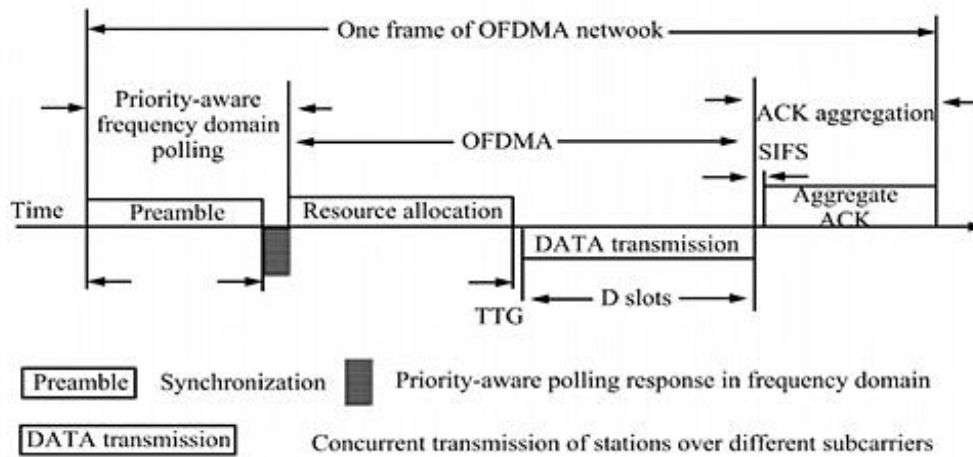 One frame of OFDMA netwook
Priority-aware
frequency domain
polling
OFDMA
ACK aggregation
SIFS
Time
Preamble
Resource allocation
Aggregate
ACK
DATA transmission
TTG
D slots
Preamble Synchronization Priority-aware polling response in frequency domain
DATA transmission Concurrent transmission of stations over different subcarriers